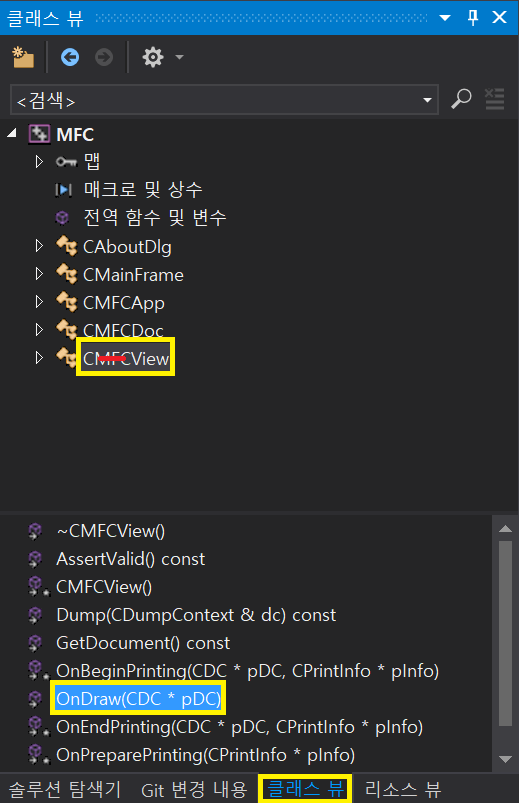 클래스 뷰
<검색>
MFC
맵
매크로 및 상수
전역 함수 및 변수
CAboutDlg
CMainFrame
CMFCApp
CMFCDoc
CMFCView
~CMFCView()
AssertValid() const
CMFCView()
Dump(CDumpContext & dc) const
GetDocument() const
OnBeginPrinting(CDC * pDC, CPrintInfo * pInfo)
OnDraw(CDC * pDC)
OnEndPrinting(CDC * pDC, CPrintInfo * pInfo)
OnPreparePrinting(CPrintInfo * pInfo)
솔루션 탐색기 Git 변경 내용 클래스 뷰 리소스 뷰